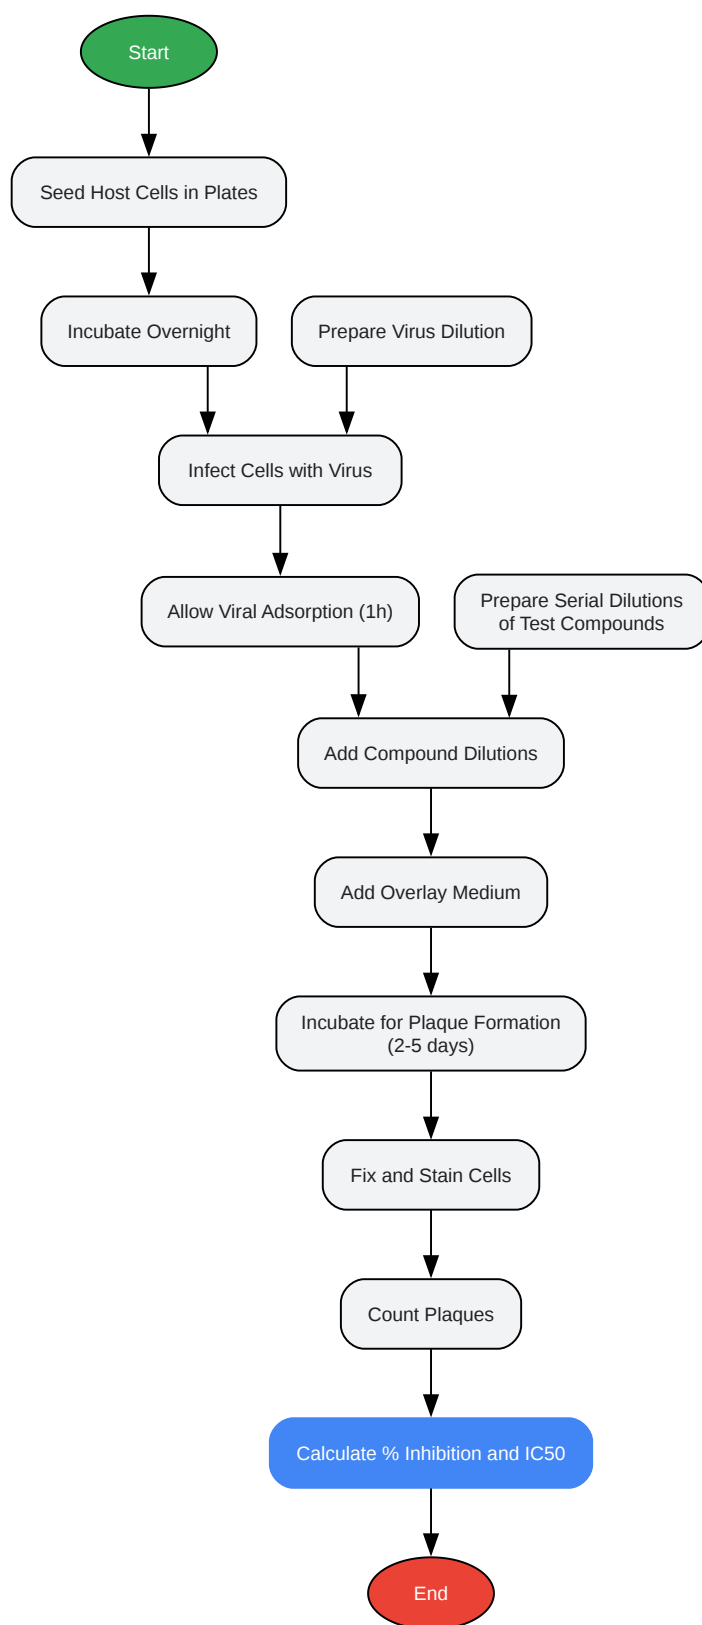 Start
Seed Host Cells in Plates
Incubate Overnight
Prepare Virus Dilution
Infect Cells with Virus
Allow Viral Adsorption (1h)
Prepare Serial Dilutions
of Test Compounds
Add Compound Dilutions
Add Overlay Medium
Incubate for Plaque Formation
(2-5 days)
Fix and Stain Cells
Count Plaques
Calculate % Inhibition and IC50
End